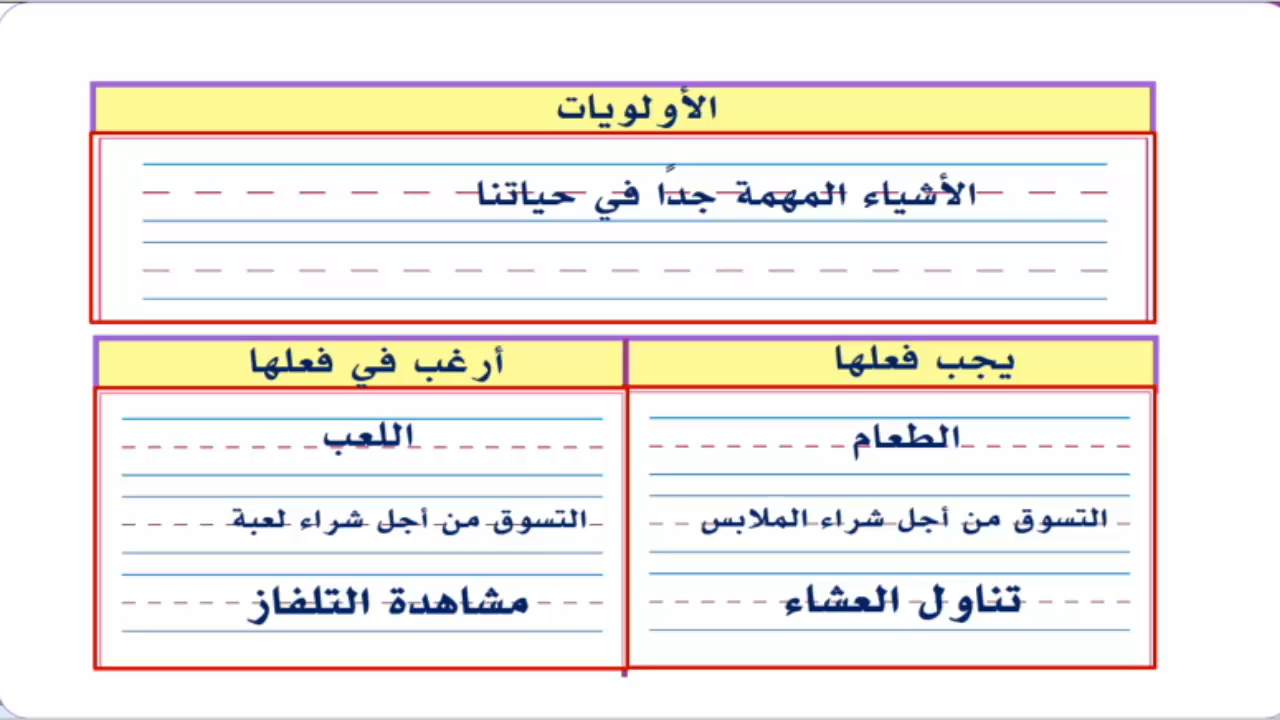 الأولويات
الأشياء المهمة جدًا في حياتنا
يجب فعلها
الطعام
التسوق من أجل شراء الملابس
تناول العشاء
أرغب في فعلها
اللعب
التسوق من أجل شراء لعبة
مشاهدة التلفاز